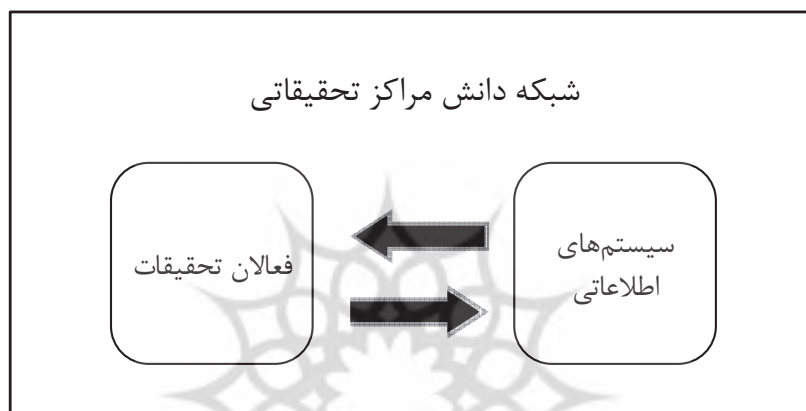 شبکه دانش مراکز تحقیقاتی
سیستم‌های
اطلاعاتی
فعالان تحقیقات